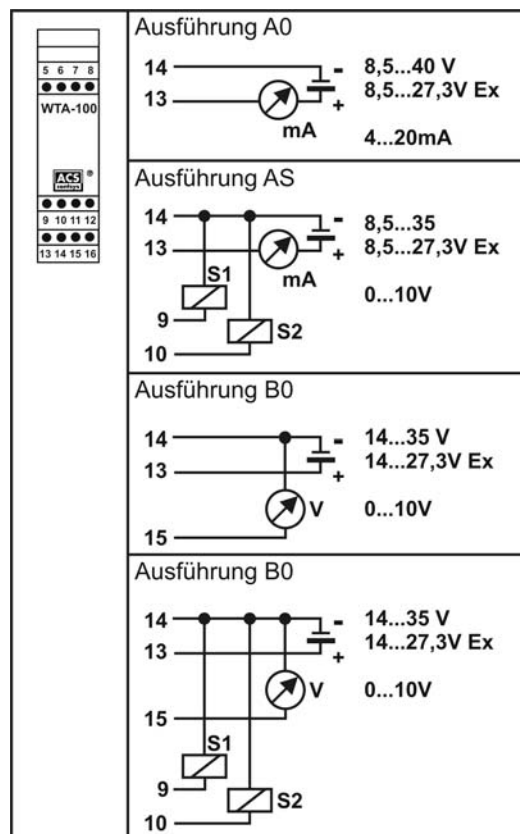 5 6 7 8
WTA-100
ACS ®
9 10 11 12
13 14 15 16
Ausführung A0
14
-
8,5...40 V
13
+
8,5...27,3V Ex
mA
4...20mA
Ausführung AS
14
-
8,5...35
13
+
8,5...27,3V Ex
S1
mA
0...10V
9
S2
10
Ausführung B0
14
-
14...35 V
13
+
14...27,3V Ex
V
0...10V
15
Ausführung B0
14
-
14...35 V
13
+
14...27,3V Ex
V
0...10V
15
S1
9
S2
10